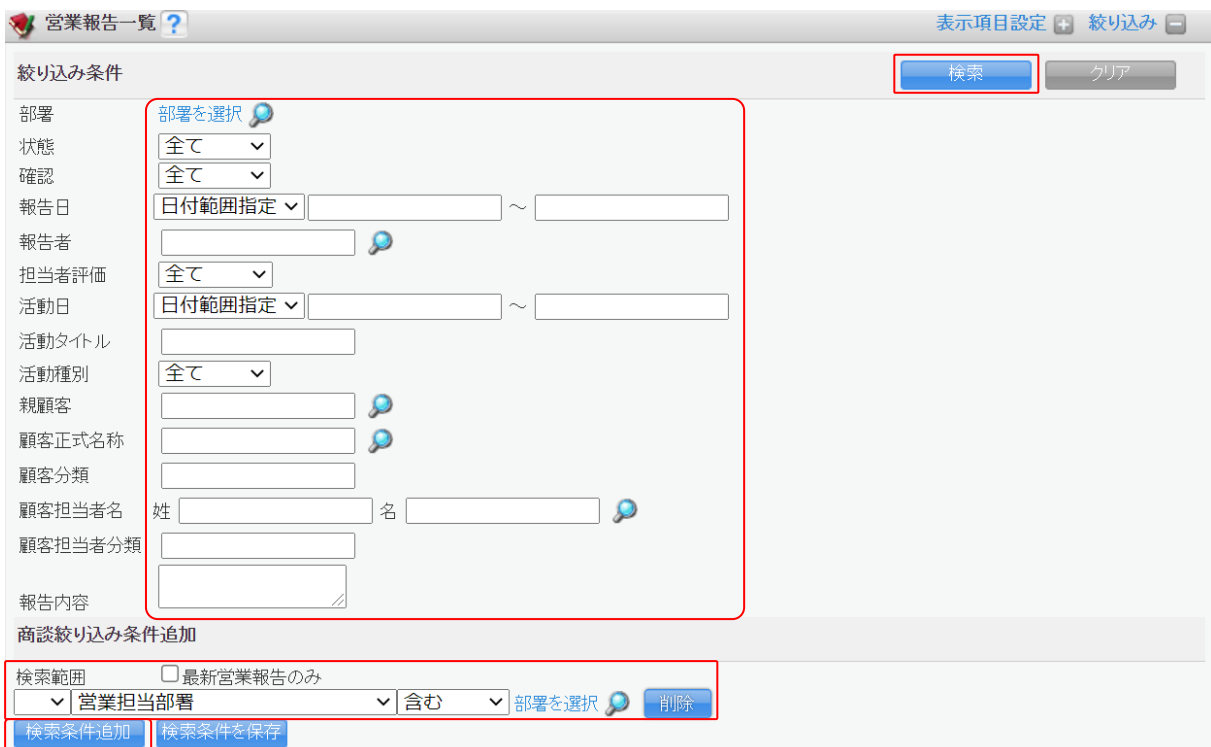 営業報告一覧 ? 表示項目設定 絞り込み
絞り込み条件 検索 クリア
部署 部署を選択
状態 全て
確認 全て
報告日 日付範囲指定 ～
報告者
担当者評価 全て
活動日 日付範囲指定 ～
活動タイトル
活動種別 全て
親顧客
顧客正式名称
顧客分類
顧客担当者名 姓 名
顧客担当者分類
報告内容
商談絞り込み条件追加
検索範囲 最新営業報告のみ
営業担当部署 含む 部署を選択 削除
検索条件追加 検索条件を保存